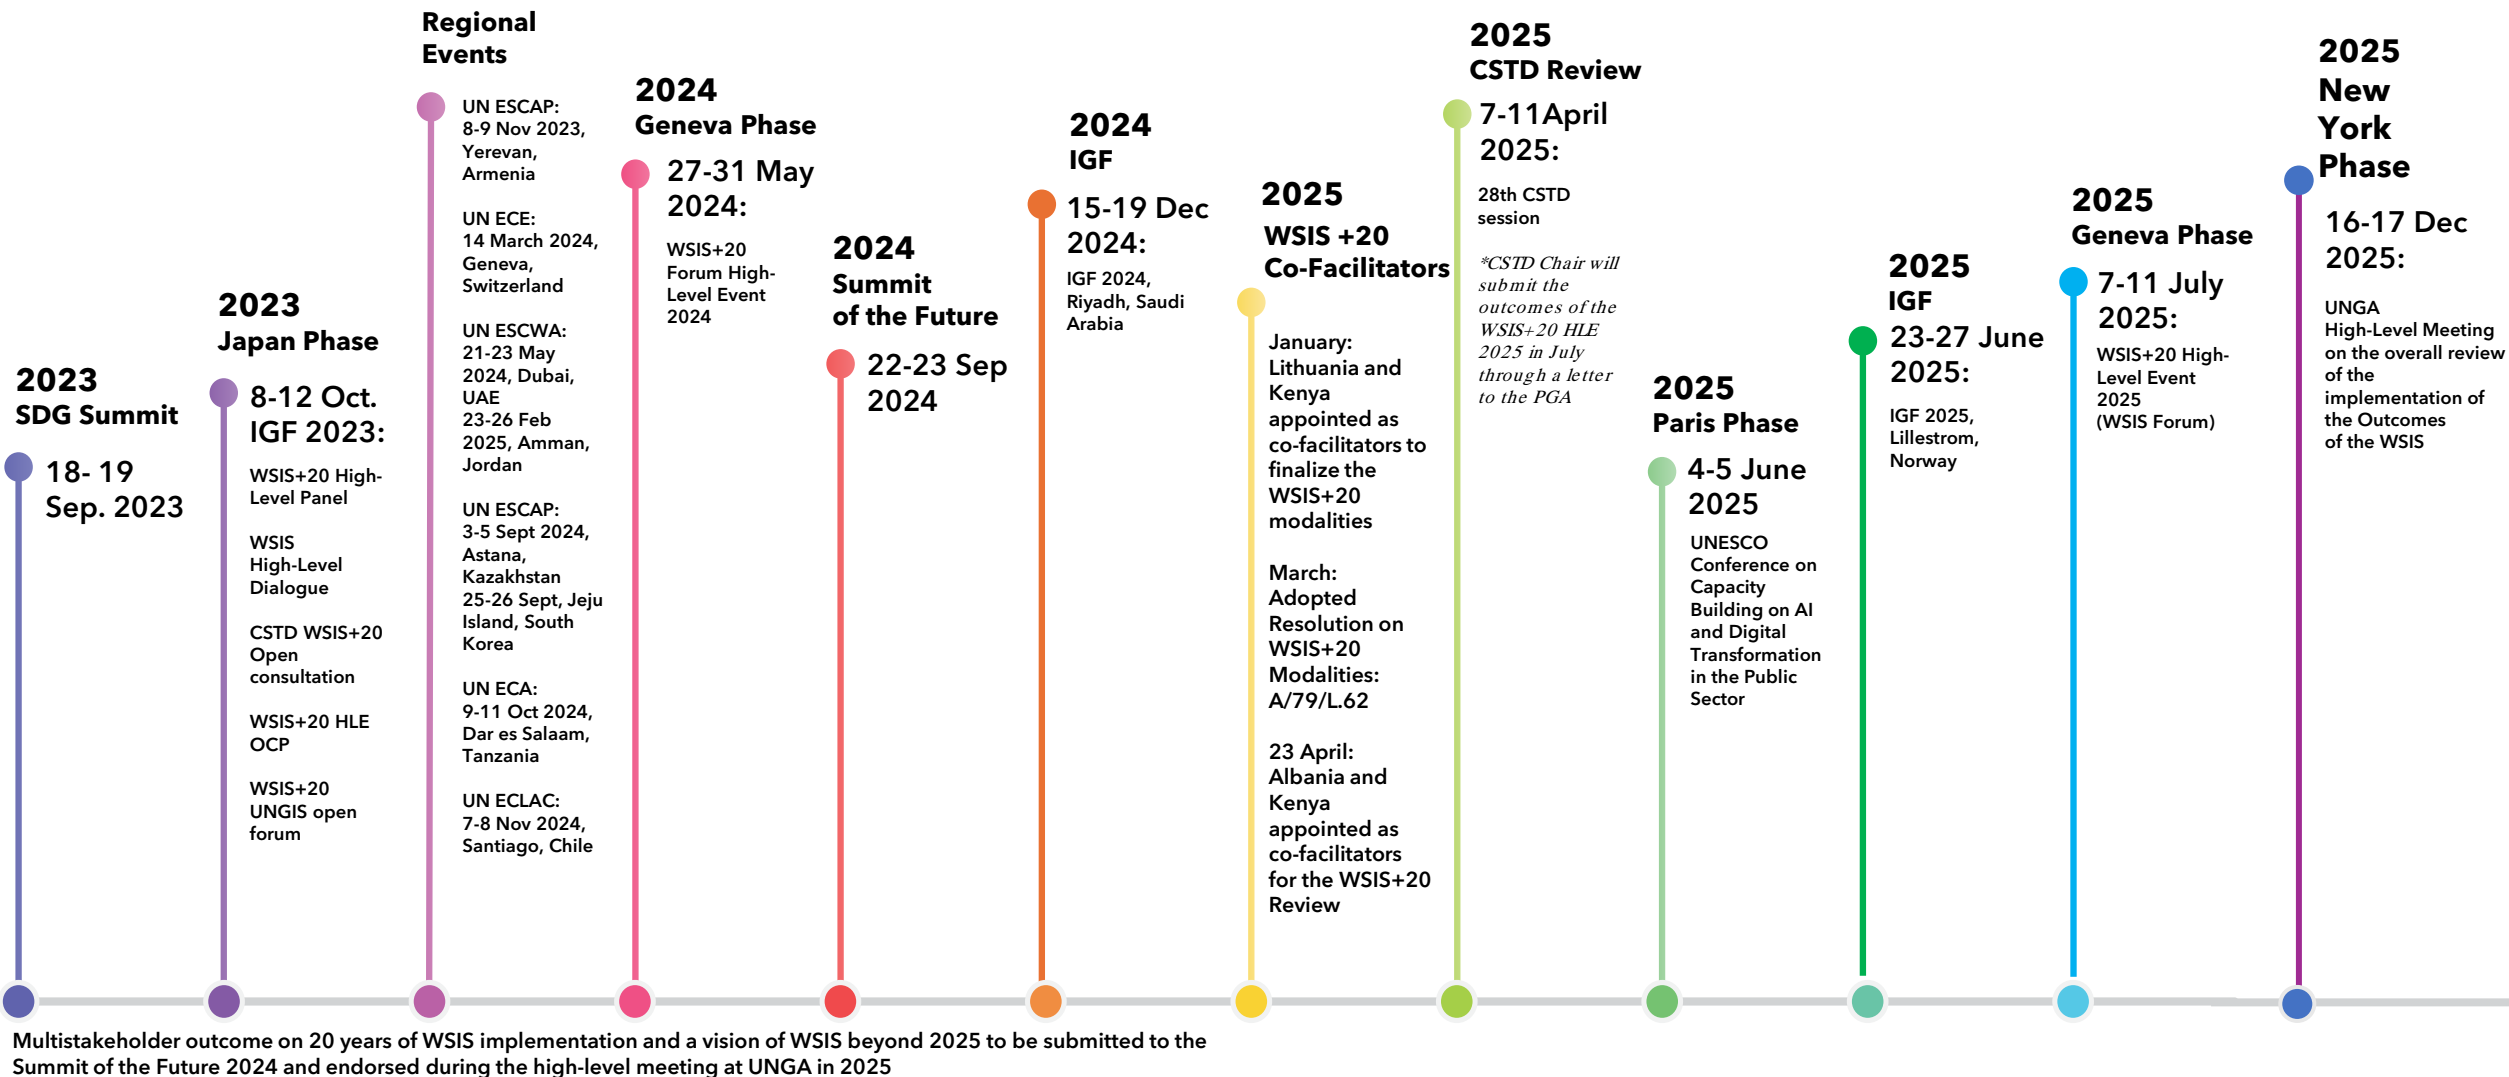 2023
SDG Summit
18- 19
Sep. 2023
2023
Japan Phase
8-12 Oct.
IGF 2023:
WSIS+20 High-
Level Panel
WSIS
High-Level
Dialogue
CSTD WSIS+20
Open
consultation
WSIS+20 HLE
OCP
WSIS+20
UNGIS open
forum
Regional
Events
UN ESCAP:
8-9 Nov 2023,
Yerevan,
Armenia
UN ECE:
14 March 2024,
Geneva,
Switzerland
UN ESCWA:
21-23 May
2024, Dubai,
UAE
23-26 Feb
2025, Amman,
Jordan
UN ESCAP:
3-5 Sept 2024,
Astana,
Kazakhstan
25-26 Sept, Jeju
Island, South
Korea
UN ECA:
9-11 Oct 2024,
Dar es Salaam,
Tanzania
UN ECLAC:
7-8 Nov 2024,
Santiago, Chile
2024
Geneva Phase
27-31 May
2024:
WSIS+20
Forum High-
Level Event
2024
2024
Summit
of the Future
22-23 Sep
2024
2024
IGF
15-19 Dec
2024:
IGF 2024,
Riyadh, Saudi
Arabia
2025
WSIS +20
Co-Facilitators
January:
Lithuania and
Kenya
appointed as
co-facilitators to
finalize the
WSIS+20
modalities
March:
Adopted
Resolution on
WSIS+20
Modalities:
A/79/L.62
23 April:
Albania and
Kenya
appointed as
co-facilitators
for the WSIS+20
Review
2025
CSTD Review
7-11April
2025:
28th CSTD
session
*CSTD Chair will
submit the
outcomes of the
WSIS+20 HLE
2025 in July
through a letter
to the PGA
2025
Paris Phase
4-5 June
2025
UNESCO
Conference on
Capacity
Building on AI
and Digital
Transformation
in the Public
Sector
2025
IGF
23-27 June
2025:
IGF 2025,
Lillestrom,
Norway
2025
Geneva Phase
7-11 July
2025:
WSIS+20 High-
Level Event
2025
(WSIS Forum)
2025
New
York
Phase
16-17 Dec
2025:
UNGA
High-Level Meeting
on the overall review
of the
implementation of
the Outcomes
of the WSIS
Multistakeholder outcome on 20 years of WSIS implementation and a vision of WSIS beyond 2025 to be submitted to the
Summit of the Future 2024 and endorsed during the high-level meeting at UNGA in 2025